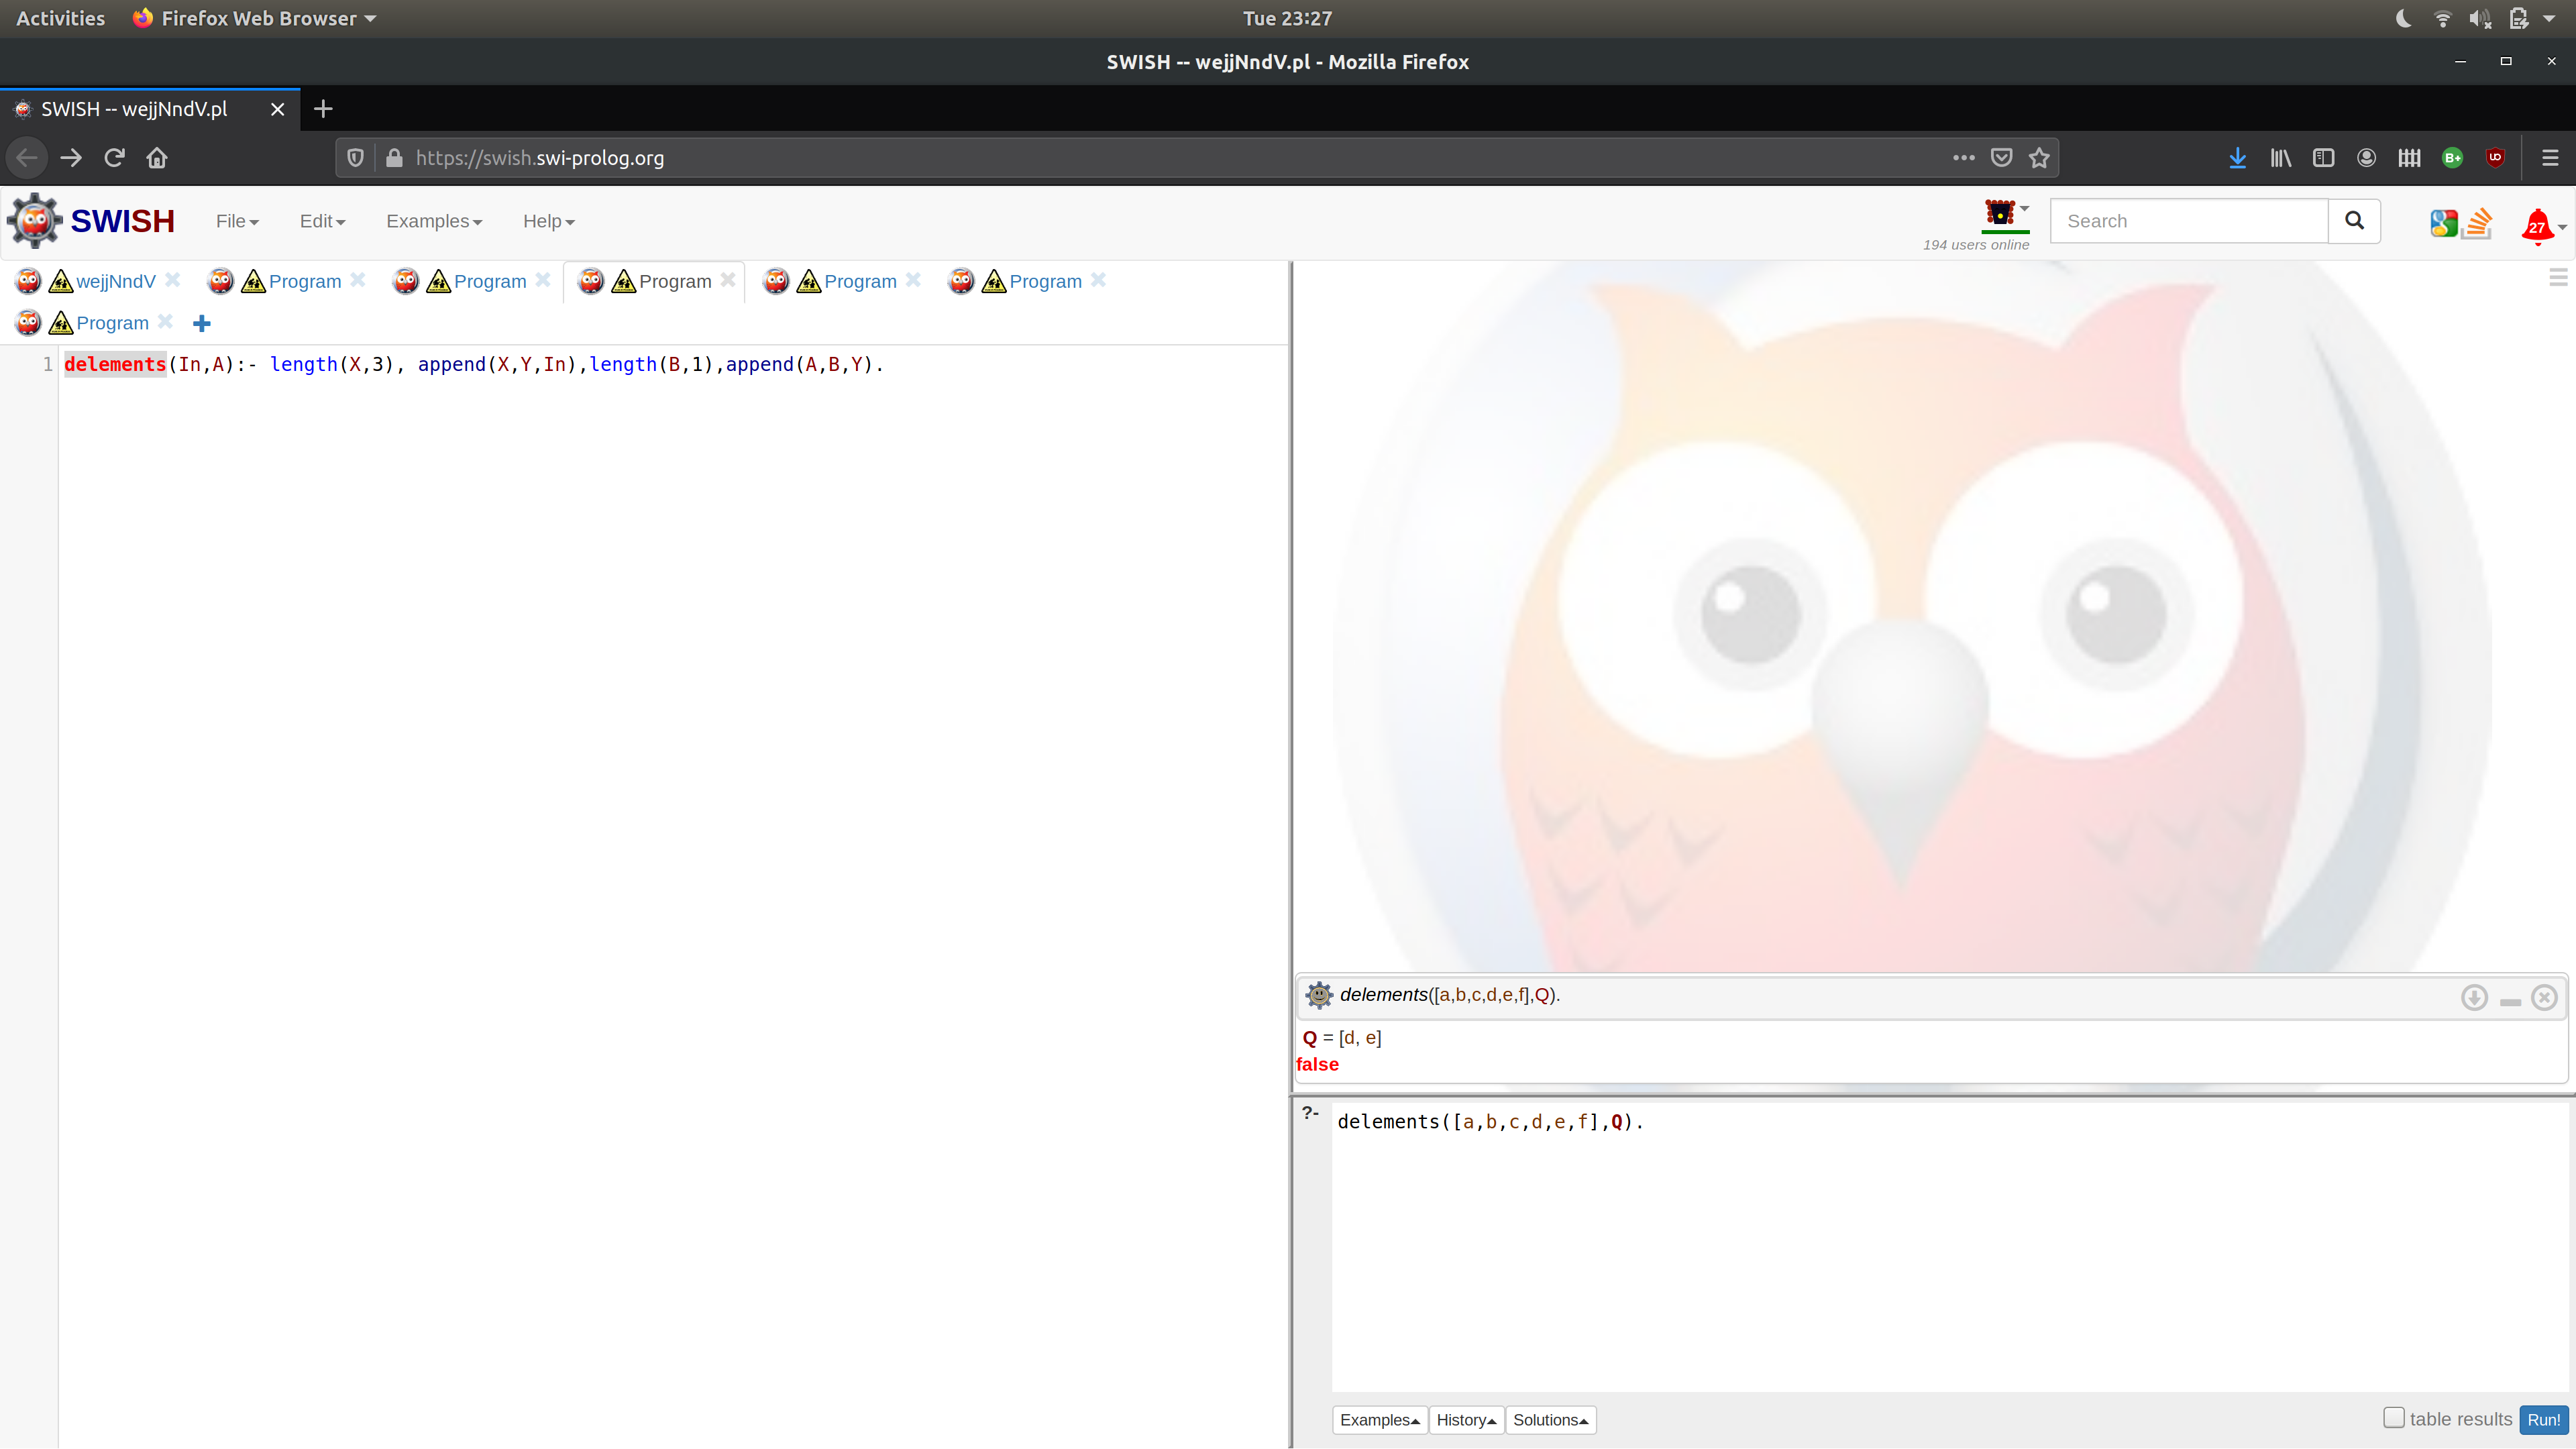 Activities Firefox Web Browser Tue 23:27
SWISH -- wejjNndV.pl - Mozilla Firefox
SWISH -- wejjNndV.pl
https://swish.swi-prolog.org
SWISH File Edit Examples Help Search 27
194 users online
wejjNndV Program Program Program Program Program
Program
1 delements(In,A):- length(X,3), append(X,Y,In),length(B,1),append(A,B,Y).
delements([a,b,c,d,e,f],Q).
Q = [d, e]
false
?- delements([a,b,c,d,e,f],Q).
Examples History Solutions table results Run!